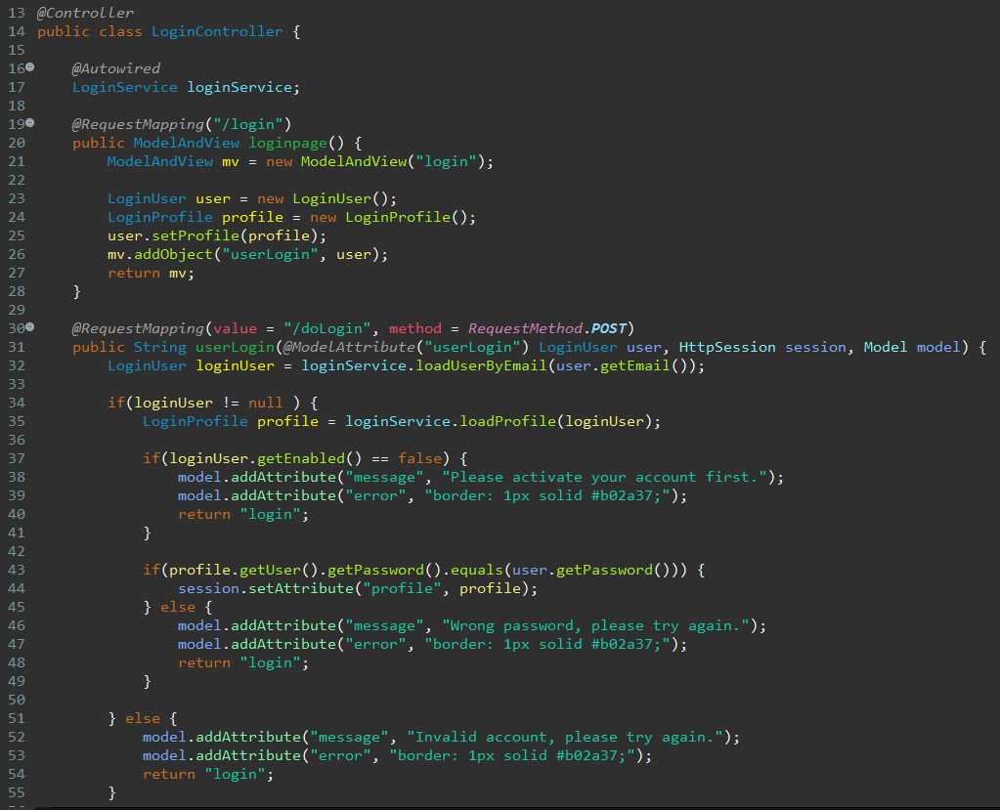 13 @Controller
14 public class LoginController {
15
16 @Autowired
17 LoginService loginService;
18
19 @RequestMapping("/login")
20 public ModelAndView loginpage() {
21 ModelAndView mv = new ModelAndView("login");
22
23 LoginUser user = new LoginUser();
24 LoginProfile profile = new LoginProfile();
25 user.setProfile(profile);
26 mv.addObject("userLogin", user);
27 return mv;
28 }
29
30 @RequestMapping(value = "/doLogin", method = RequestMethod.POST)
31 public String userLogin(@ModelAttribute("userLogin") LoginUser user, HttpSession session, Model model) {
32 LoginUser loginUser = loginService.loadUserByEmail(user.getEmail());
33
34 if(loginUser != null ) {
35 LoginProfile profile = loginService.loadProfile(loginUser);
36
37 if(loginUser.getEnabled() == false) {
38 model.addAttribute("message", "Please activate your account first.");
39 model.addAttribute("error", "border: 1px solid #b02a37;");
40 return "login";
41 }
42
43 if(profile.getUser().getPassword().equals(user.getPassword())) {
44 session.setAttribute("profile", profile);
45 } else {
46 model.addAttribute("message", "Wrong password, please try again.");
47 model.addAttribute("error", "border: 1px solid #b02a37;");
48 return "login";
49 }
50
51 } else {
52 model.addAttribute("message", "Invalid account, please try again.");
53 model.addAttribute("error", "border: 1px solid #b02a37;");
54 return "login";
55 }